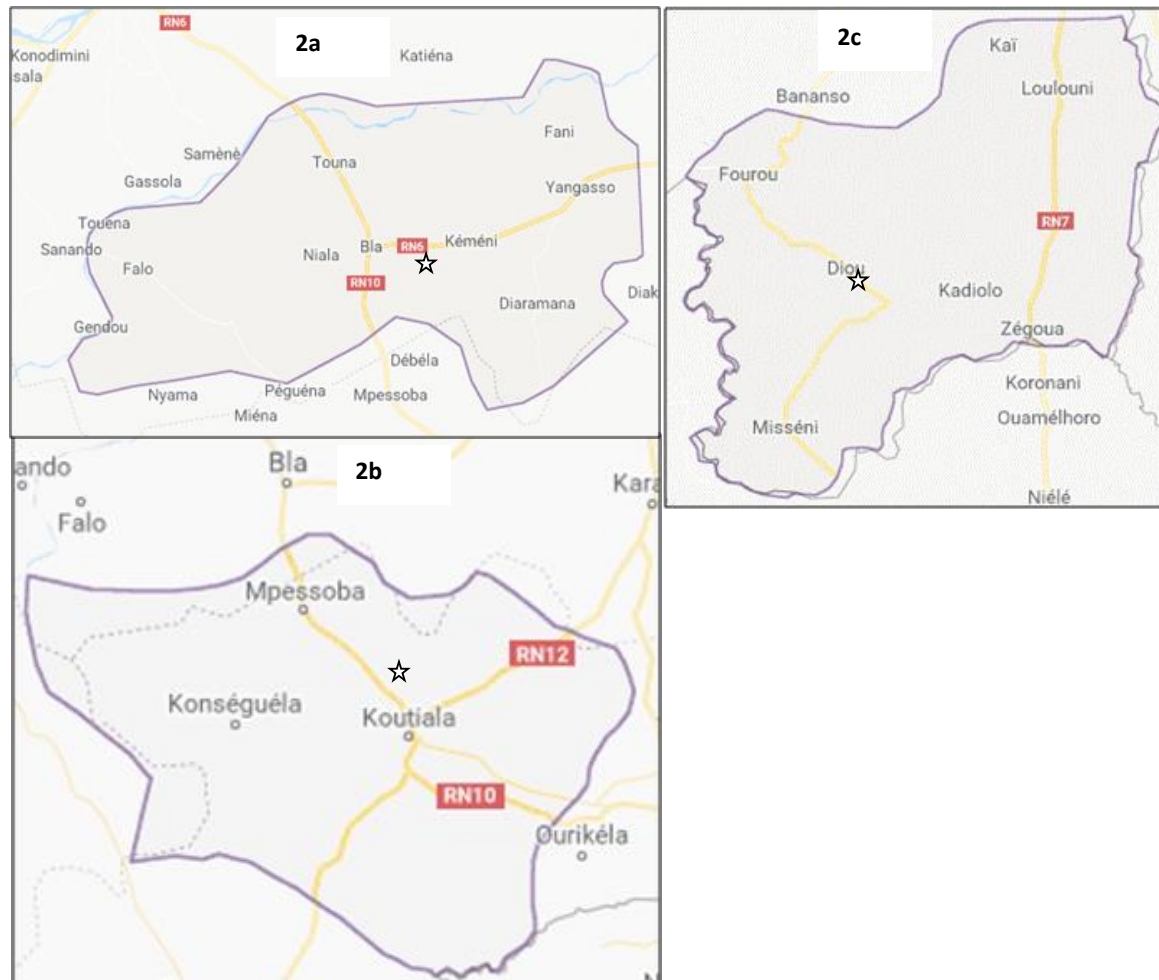 RN6
2a
Katiéna
Konodimini
sala
Fani
Samènè
Touna
Gassola
Yangasso
Touena
Sanando
Niala
Bla
RN6
Kéméni
Falo
RN10
Diaramana
Diak
Gendou
Débéla
Nyama
Péguéna
Mpessoba
Miéna
2c
Kaï
Bananso
Loulouni
Fourou
RN7
Diou
Kadiolo
Zégoua
Koronani
Misséni
Ouamélhoro
Niélé
2b
Bla
ando
Kara
Falo
Mpessoba
RN12
Konséguéla
Koutiala
RN10
Ourikéla
N